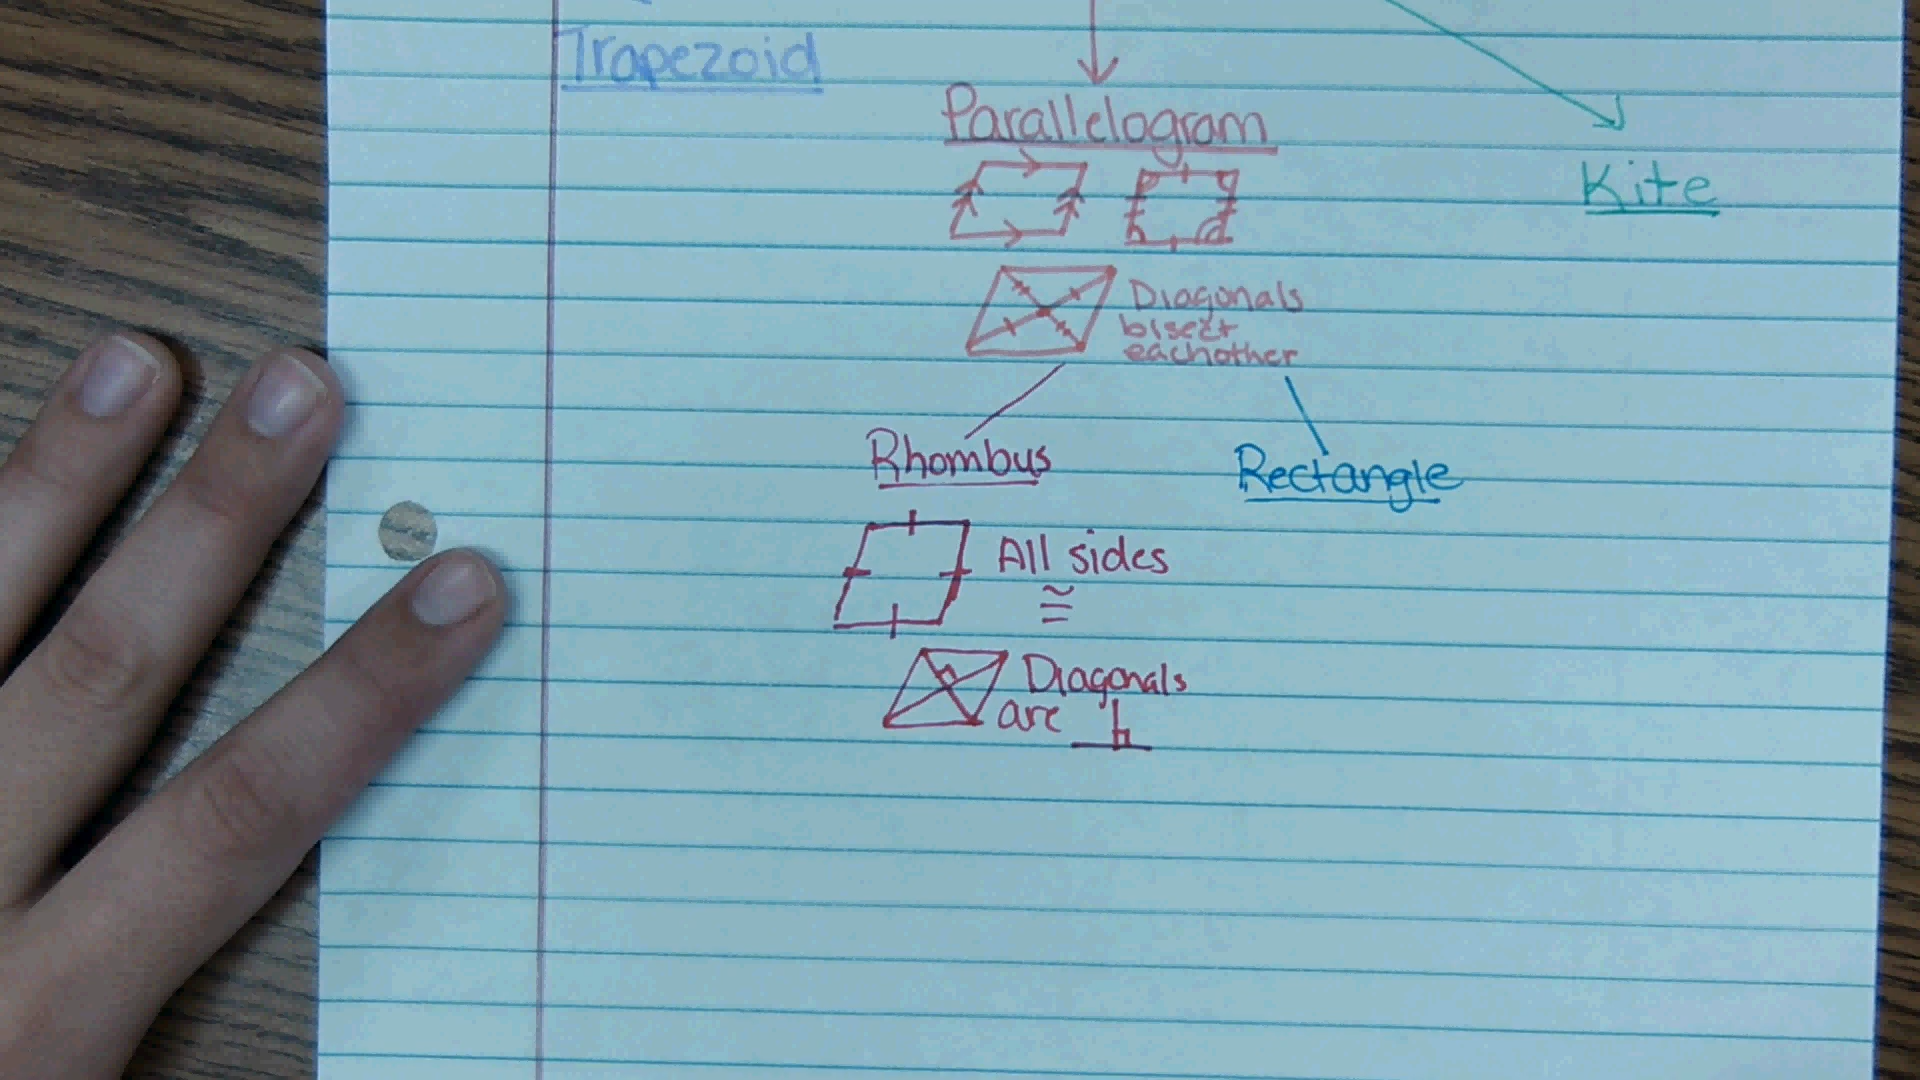 Trapezoid
Parallelogram
Kite
Diagonals
bisect
eachother
Rhombus
Rectangle
All sides
≅
Diagonals
are ⊥